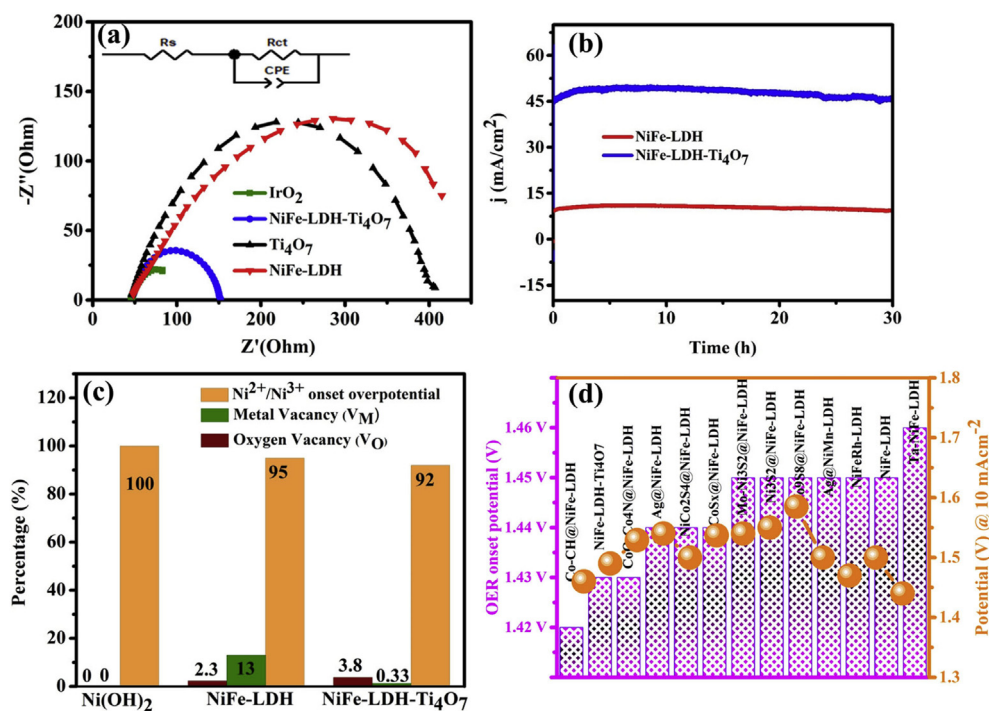 (a)
-200
-150
-100
-50
0
-Z"(Ohm)
Rs
Rct
CPE
IrO2
NiFe-LDH-Ti4O7
Ti4O7
NiFe-LDH
0 100 200 300 400
Z'(Ohm)
(b)
60
45
30
15
0
-15
j (mA/cm2)
NiFe-LDH
NiFe-LDH-Ti4O7
0 10 20 30
Time (h)
(c)
120
100
80
60
40
20
0
Percentage (%)
Ni2+/Ni3+ onset overpotential
Metal Vacancy (VM)
Oxygen Vacancy (VO)
100
95
92
0 0
2.3
13
3.8
0.33
Ni(OH)2 NiFe-LDH NiFe-LDH-Ti4O7
(d)
1.46 V
1.45 V
1.44 V
1.43 V
1.42 V
OER onset potential (V)
Co-CH@NiFe-LDH
NiFe-LDH-Ti4O7
Ag@NiFe-LDH
NiCo2S4@NiFe-LDH
CoSx@NiFe-LDH
Mo-Ni3S2@NiFe-LDH
Ni3S2@NiFe-LDH
Ag@NiMn-LDH
NiFeRh-LDH
NiFe-LDH
Ta-NiFe-LDH
1.8
1.7
1.6
1.5
1.4
1.3
Potential (V) @ 10 mAcm-2